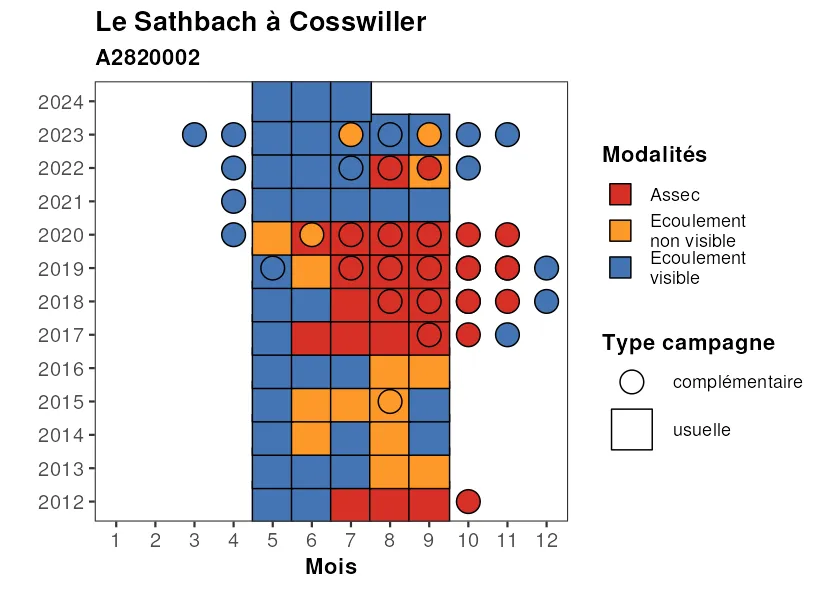 Le Sathbach à Cosswiller
A2820002
2024
2023
2022
2021
2020
2019
2018
2017
2016
2015
2014
2013
2012
1 2 3 4 5 6 7 8 9 10 11 12
Mois
Modalités
Assec
Ecoulement
non visible
Ecoulement
visible
Type campagne
complémentaire
usuelle